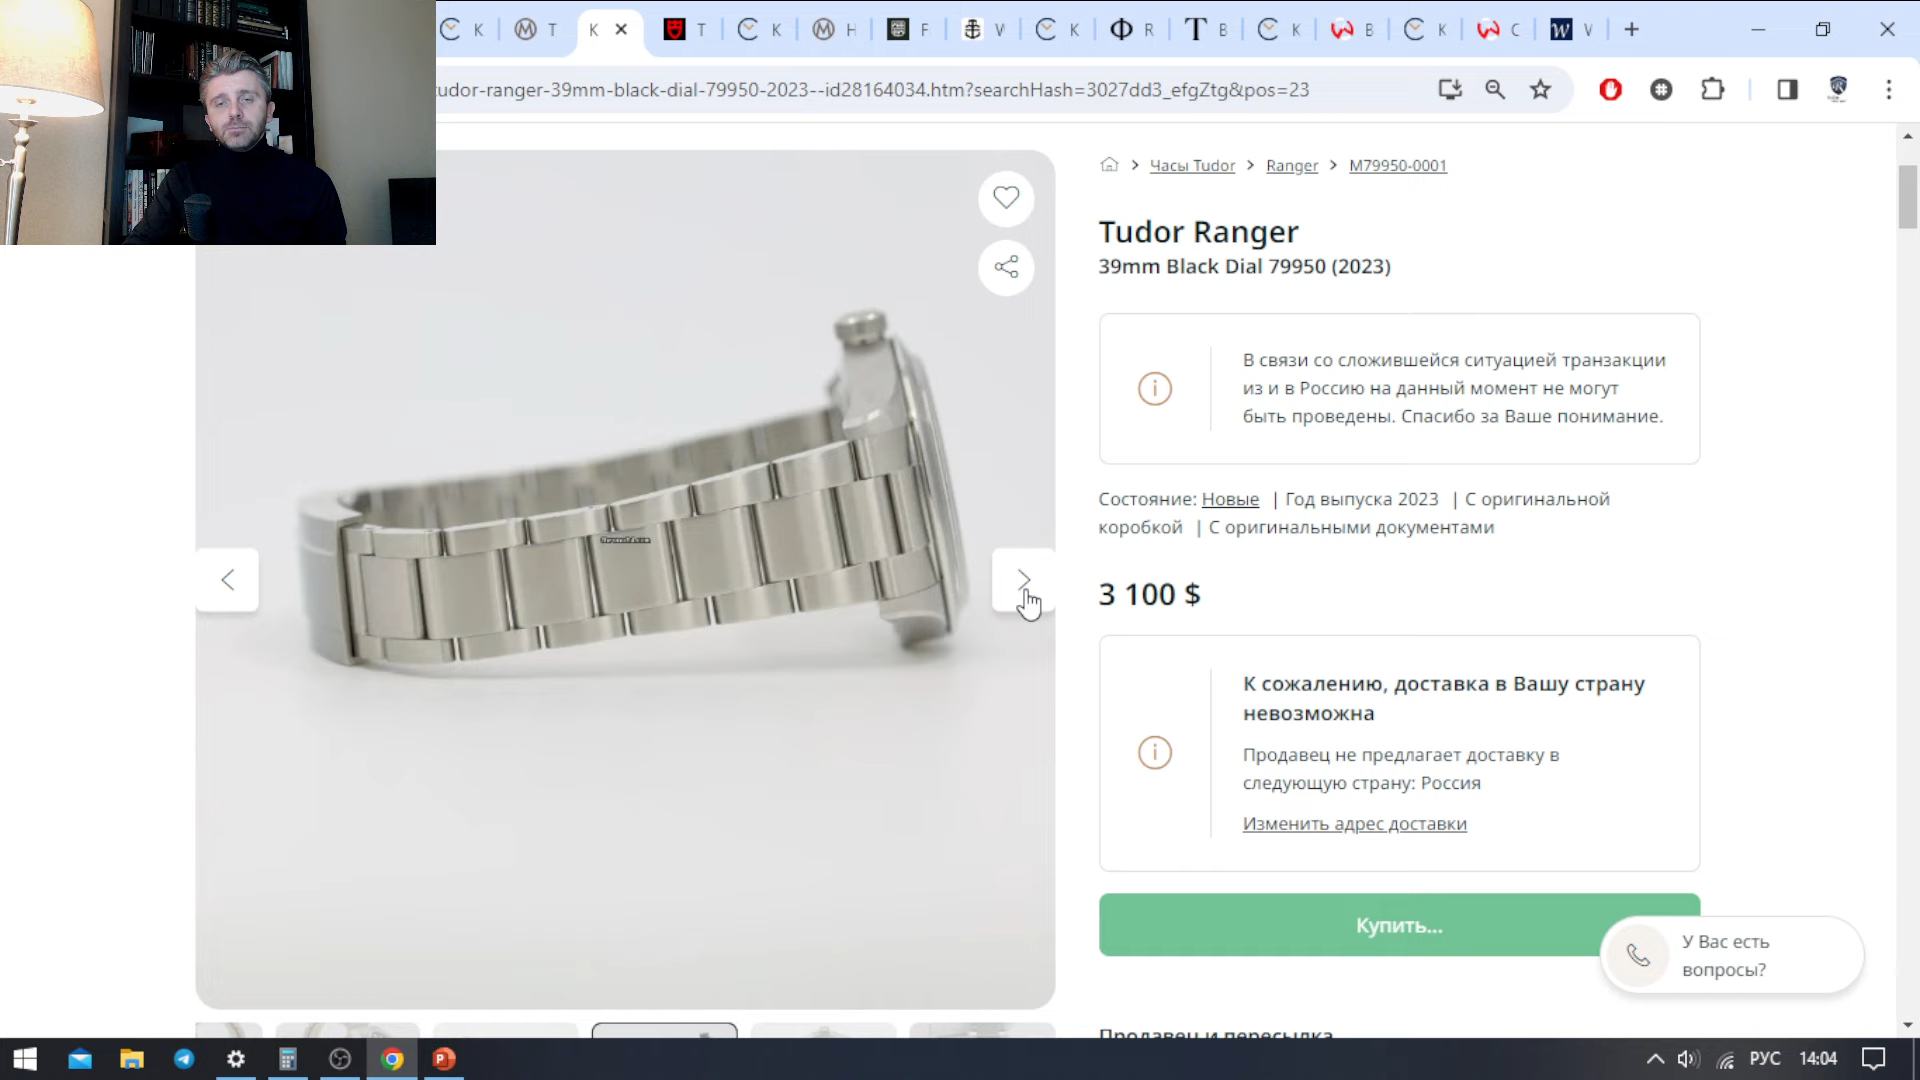 K T K T K H F V K R B K B K C V
tudor-ranger-39mm-black-dial-79950-2023--id28164034.htm?searchHash=3027dd3_efgZtg&pos=23
Часы Tudor > Ranger > M79950-0001
Tudor Ranger
39mm Black Dial 79950 (2023)
В связи со сложившейся ситуацией транзакции
из и в Россию на данный момент не могут
быть проведены. Спасибо за Ваше понимание.
Состояние: Новые | Год выпуска 2023 | С оригинальной
коробкой | С оригинальными документами
3 100 $
К сожалению, доставка в Вашу страну
невозможна
Продавец не предлагает доставку в
следующую страну: Россия
Изменить адрес доставки
Купить...
У Вас есть
вопросы?
Продавец и пересылка
РУС 14:04